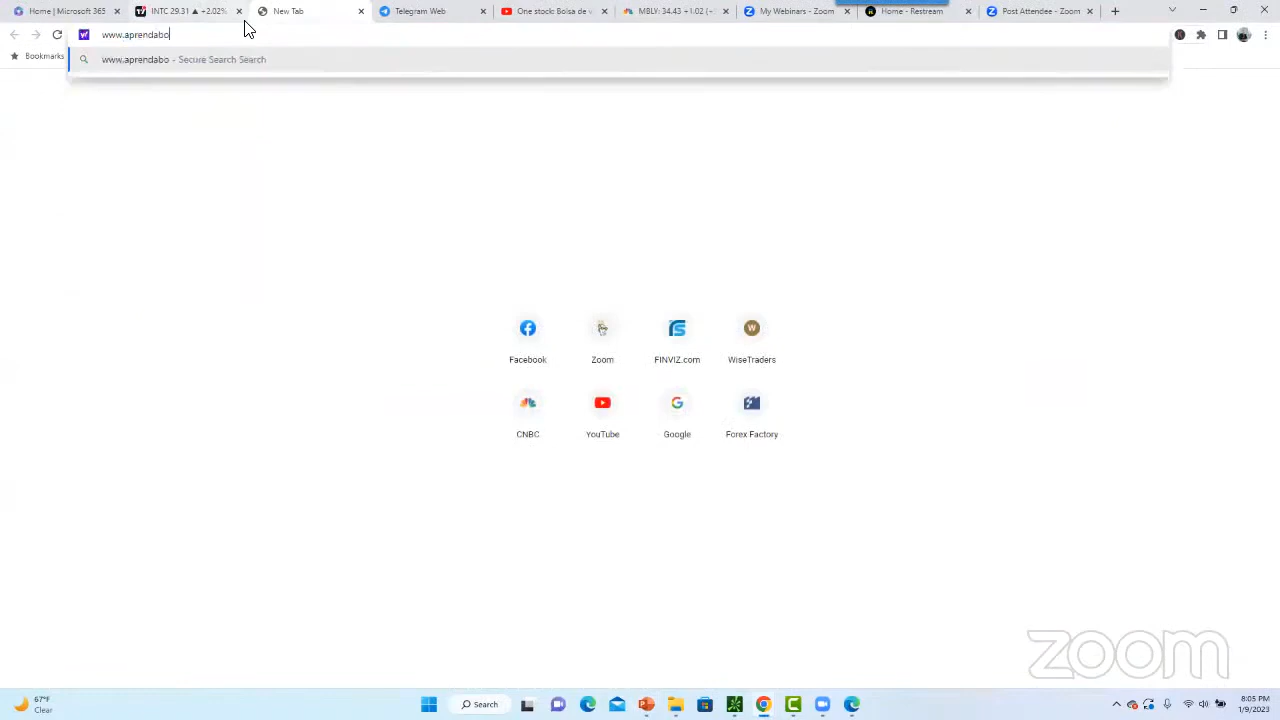 Home | Microsoft 365
INTC 29.31 ▲ +2.02%
New Tab
Telegram Web
One stock: Bolsa de v
MBLY: 34.43 +1.02 (+
My Webinars - Zoom
Home - Restream
Post Attendee - Zoom
www.aprendabo
Bookmarks
www.aprendabo - Secure Search Search
Facebook
Zoom
FINVIZ.com
W
WiseTraders
CNBC
YouTube
Google
Forex Factory
zoom
67°F
Clear
Search
8:05 PM
1/9/2023